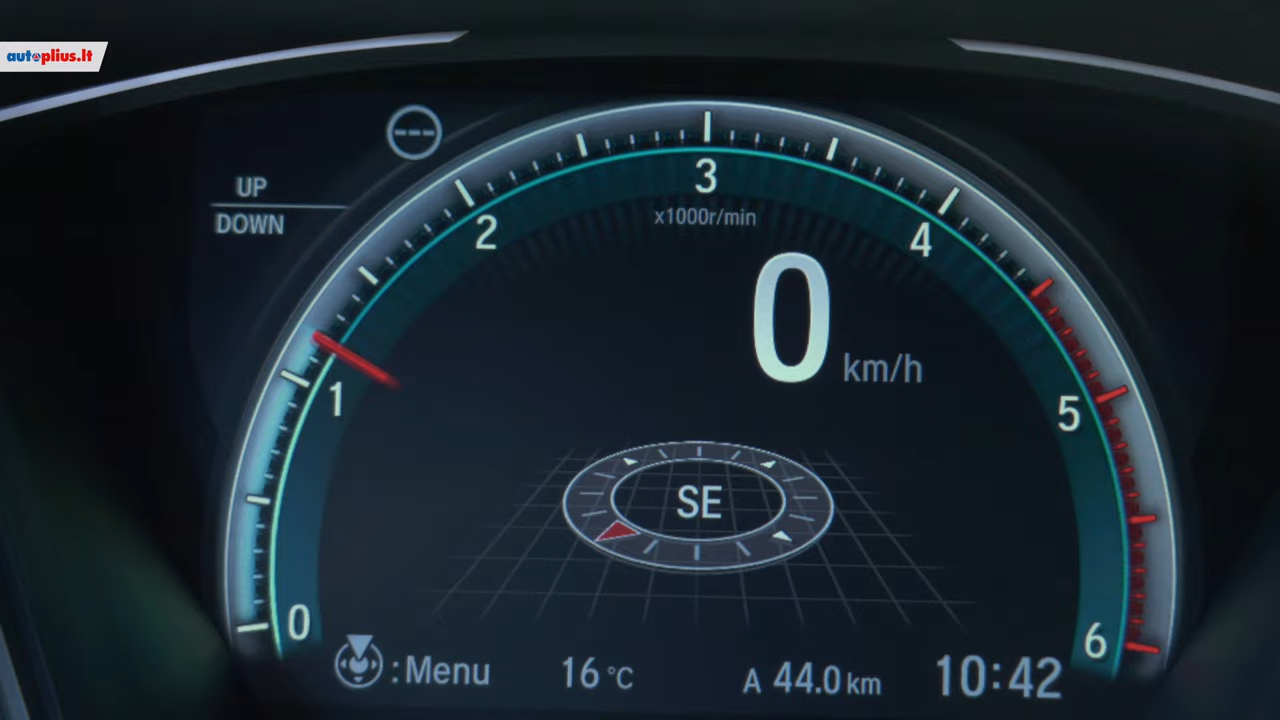 autoplius.lt
UP
DOWN
---
0
1
2
3
4
5
6
x1000r/min
0 km/h
SE
: Menu
16 °C
A 44.0 km
10:42